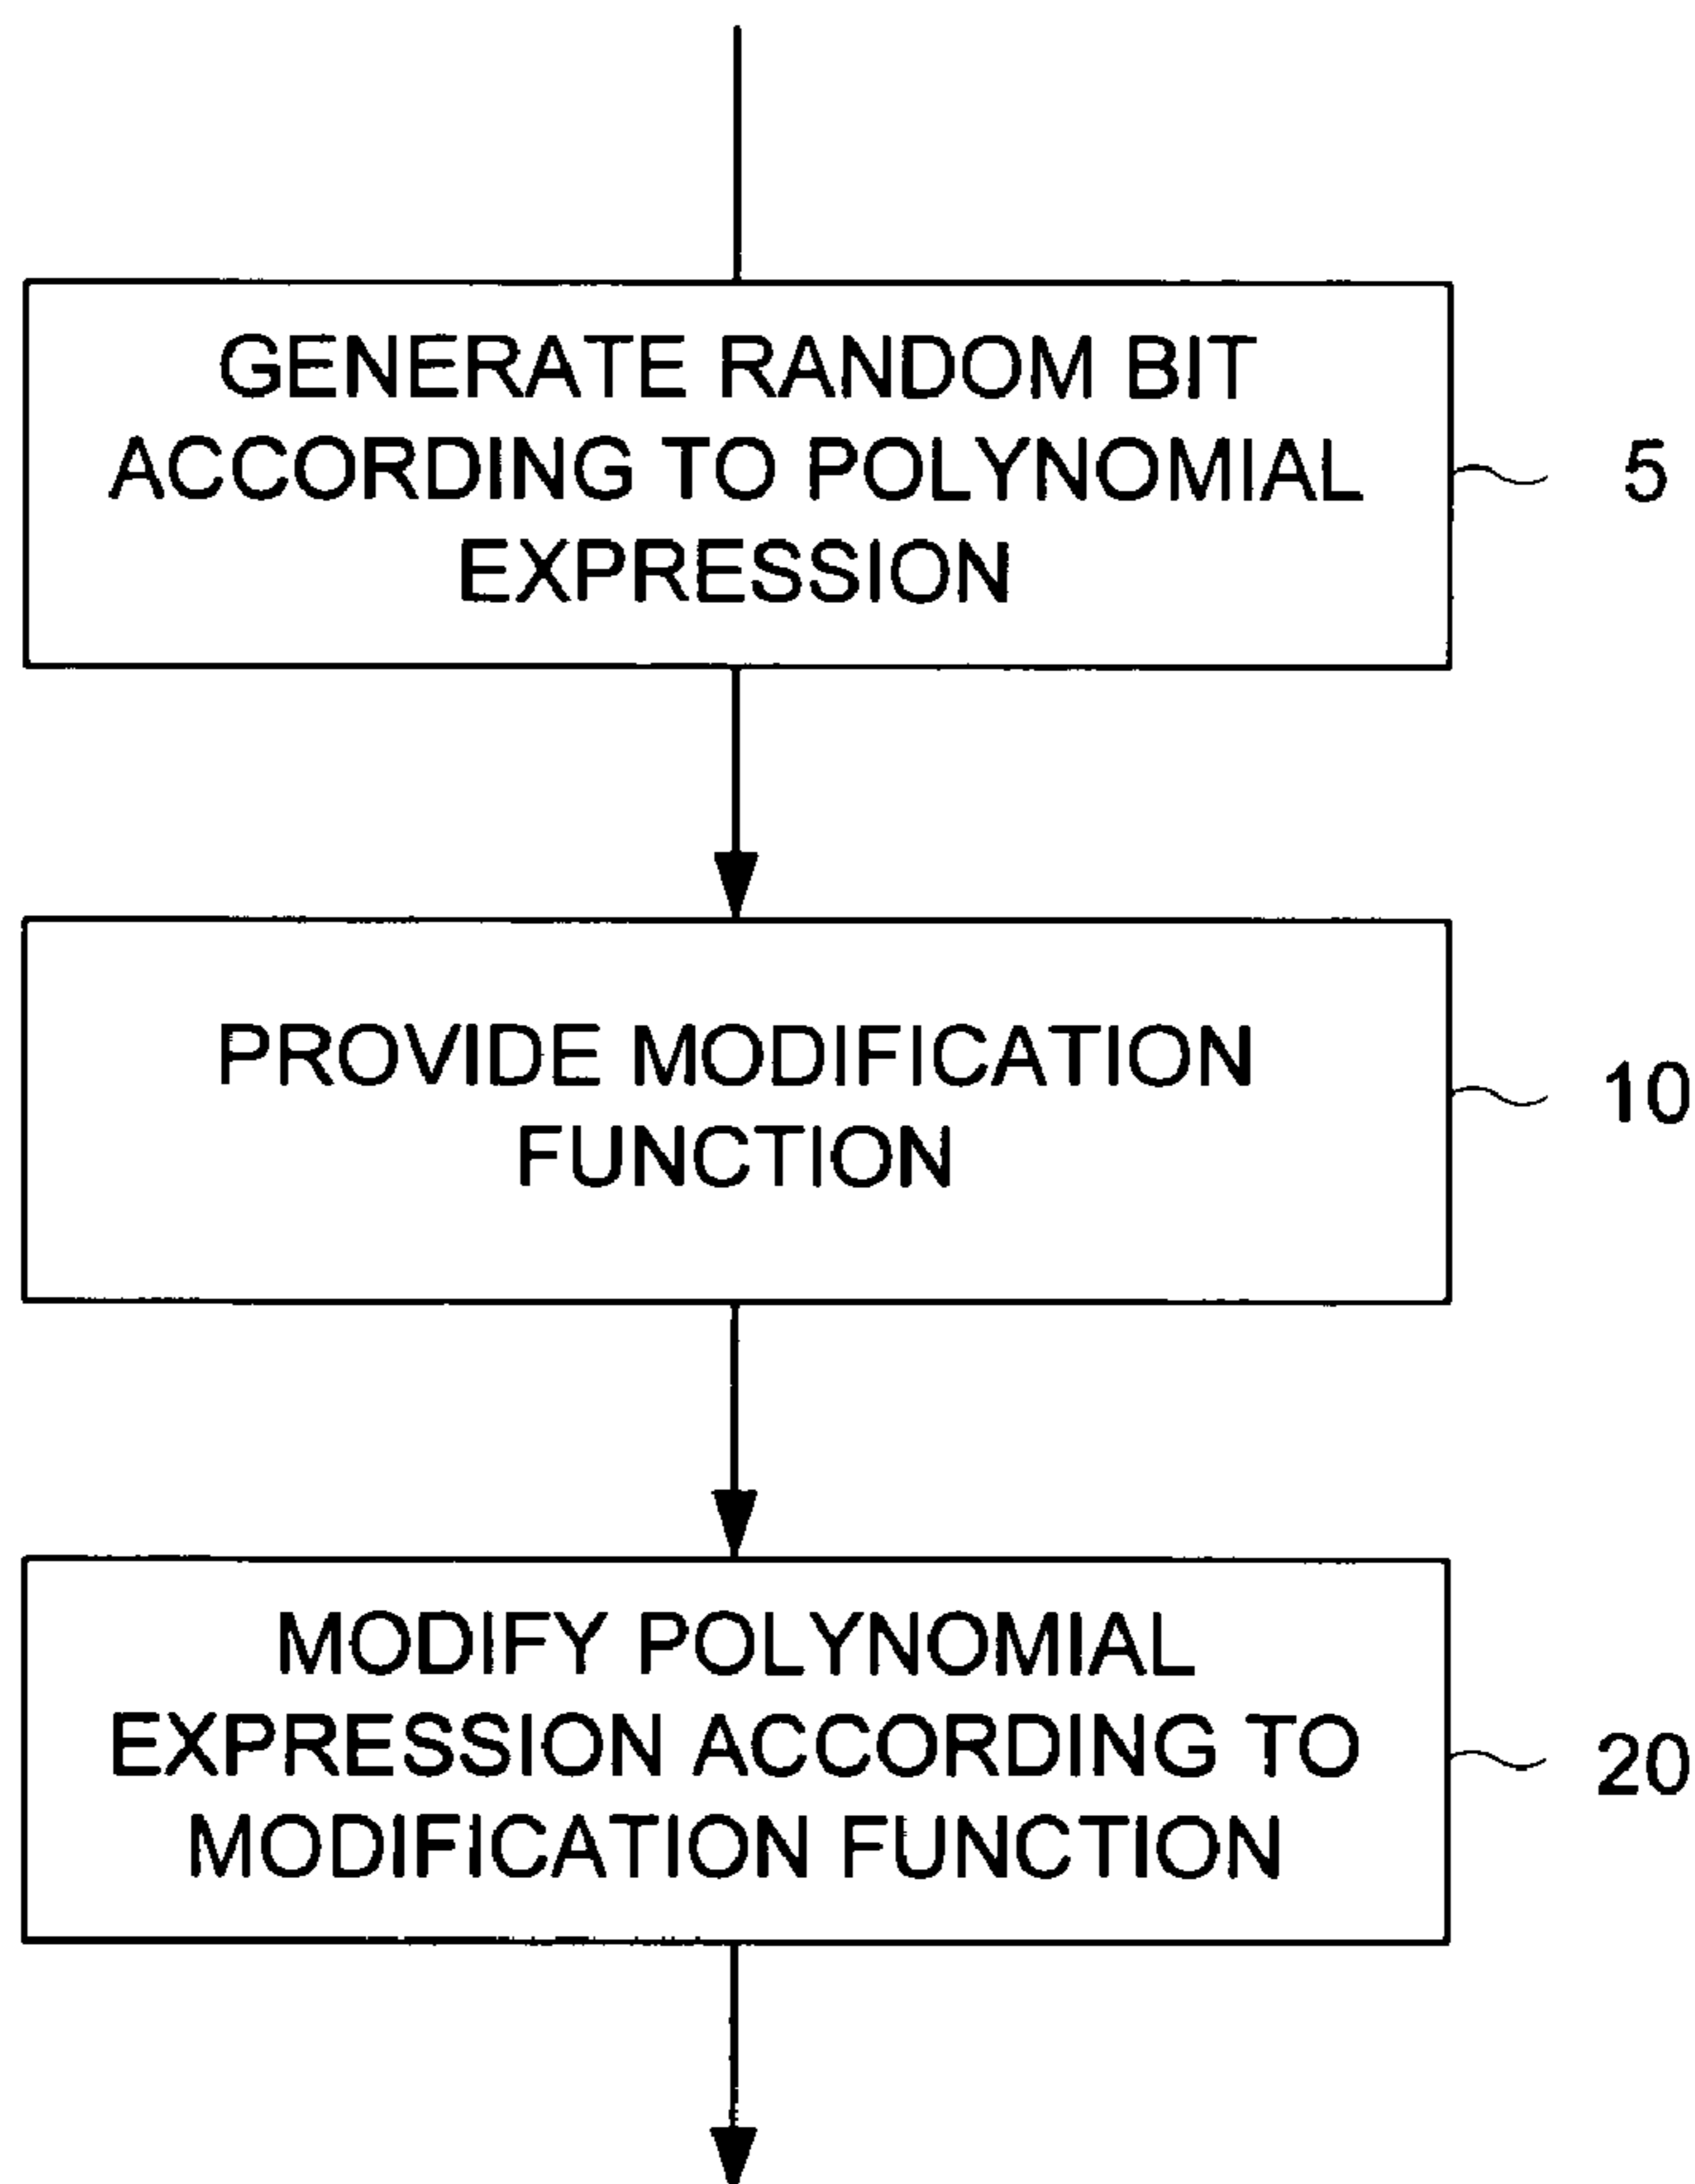 GENERATE RANDOM BIT
ACCORDING TO POLYNOMIAL
EXPRESSION
5
PROVIDE MODIFICATION
FUNCTION
10
MODIFY POLYNOMIAL
EXPRESSION ACCORDING TO
MODIFICATION FUNCTION
20